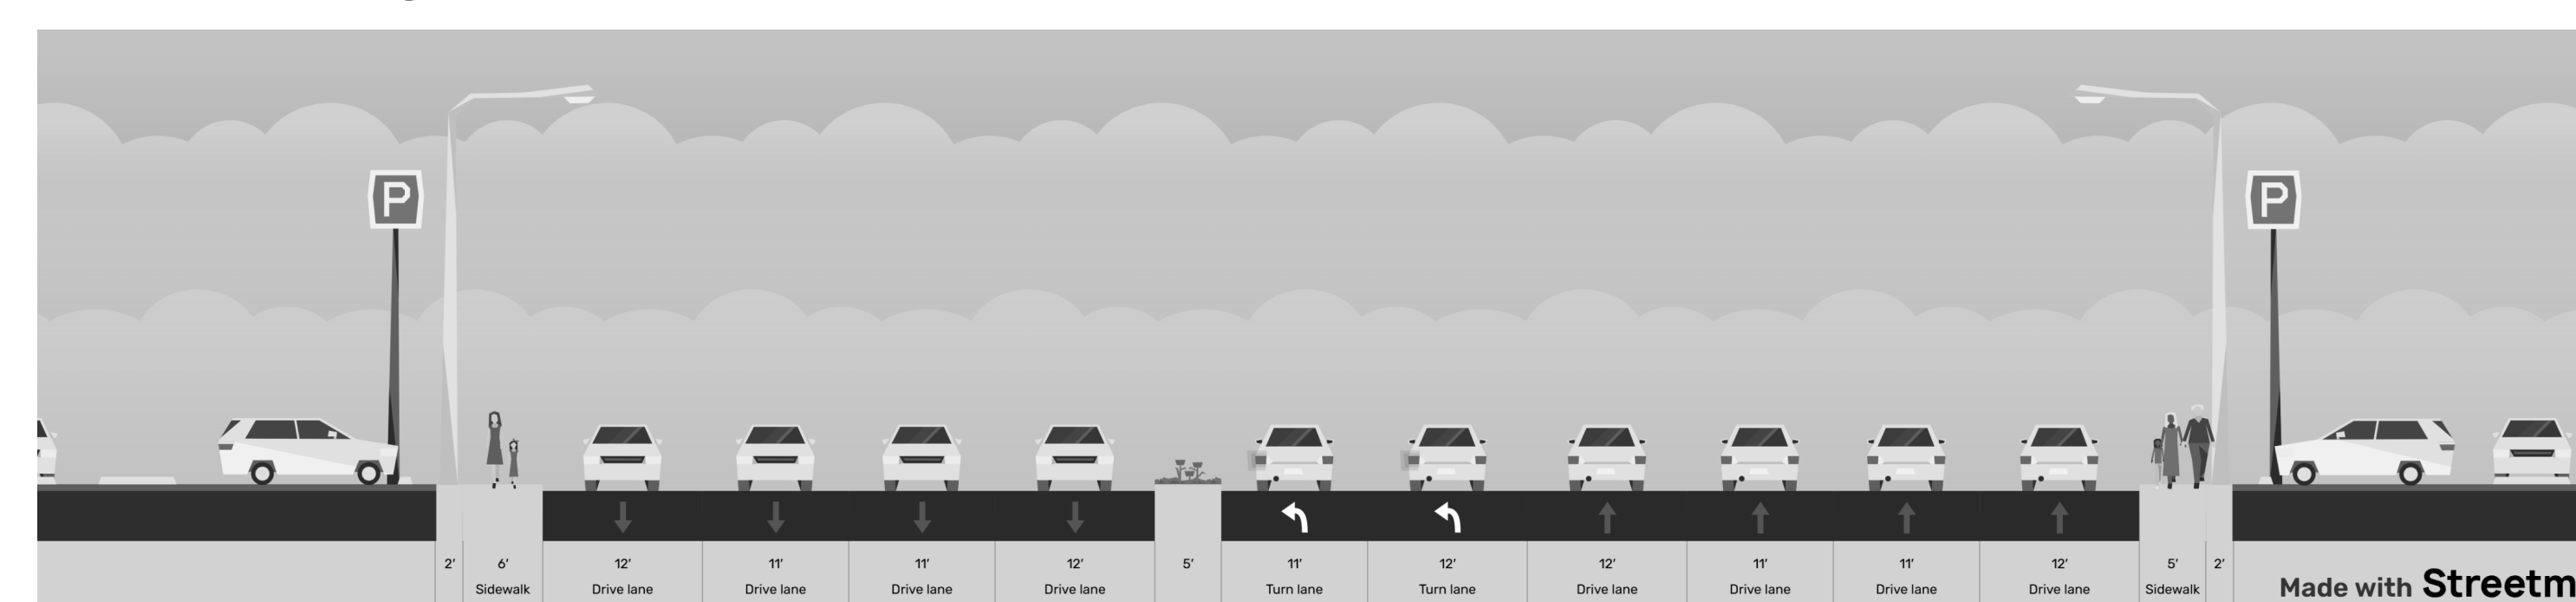 P
P
2′ 6′ 12′ 11′ 11′ 12′ 5′ 11′ 12′ 12′ 11′ 11′ 12′ 5′ 2′
Sidewalk Drive lane Drive lane Drive lane Drive lane Turn lane Turn lane Drive lane Drive lane Drive lane Drive lane Sidewalk
Made with Streetm